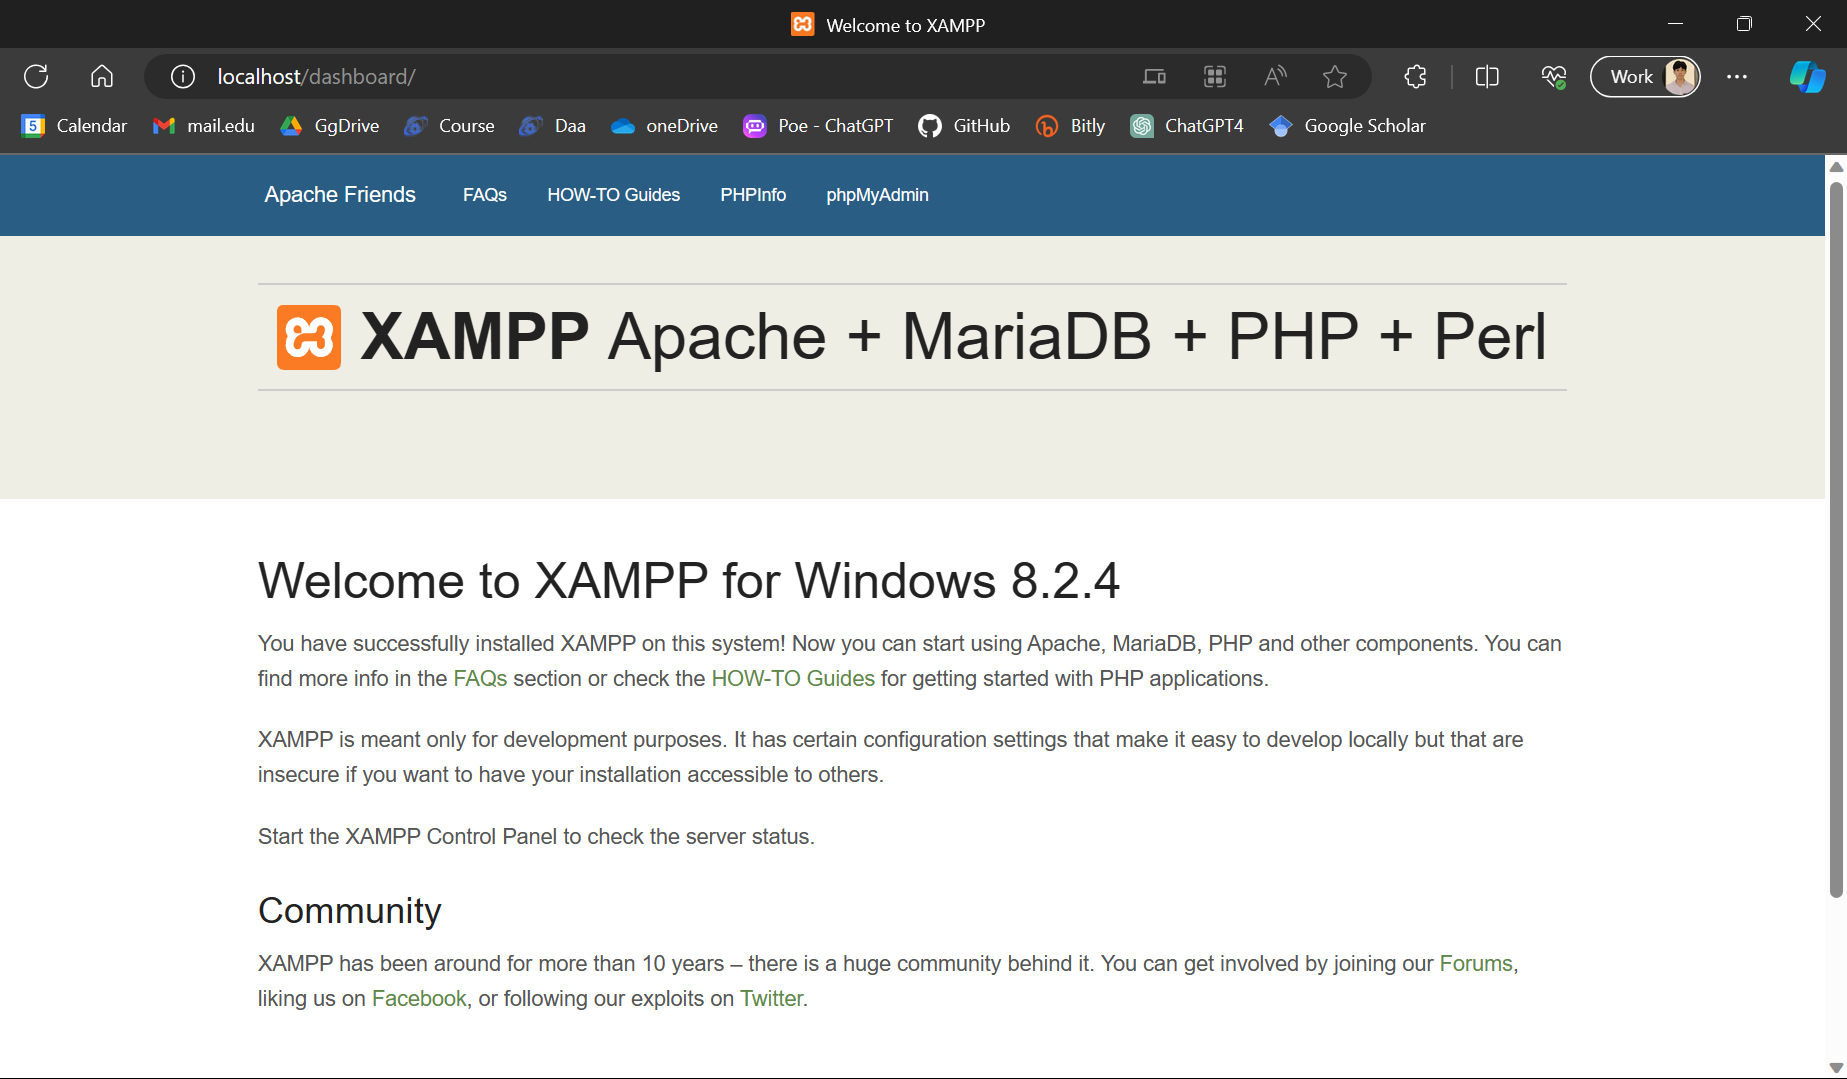 Welcome to XAMPP
localhost/dashboard/
Work
5 Calendar mail.edu GgDrive Course Daa oneDrive Poe - ChatGPT GitHub Bitly ChatGPT4 Google Scholar
Apache Friends FAQs HOW-TO Guides PHPInfo phpMyAdmin
XAMPP Apache + MariaDB + PHP + Perl
Welcome to XAMPP for Windows 8.2.4
You have successfully installed XAMPP on this system! Now you can start using Apache, MariaDB, PHP and other components. You can
find more info in the FAQs section or check the HOW-TO Guides for getting started with PHP applications.
XAMPP is meant only for development purposes. It has certain configuration settings that make it easy to develop locally but that are
insecure if you want to have your installation accessible to others.
Start the XAMPP Control Panel to check the server status.
Community
XAMPP has been around for more than 10 years – there is a huge community behind it. You can get involved by joining our Forums,
liking us on Facebook, or following our exploits on Twitter.